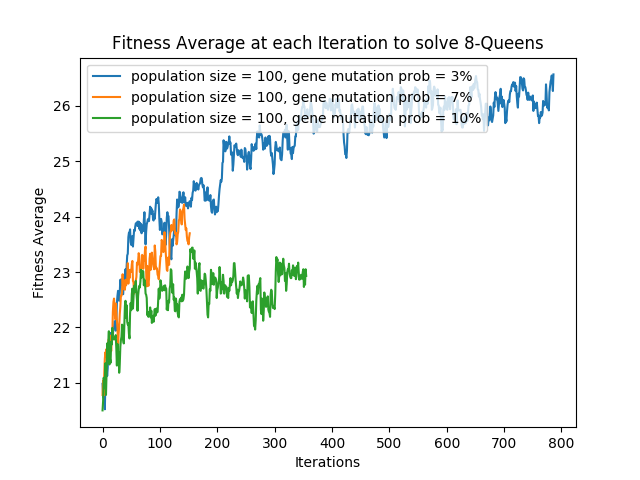 Fitness Average at each Iteration to solve 8-Queens
population size = 100, gene mutation prob = 3%
population size = 100, gene mutation prob = 7%
population size = 100, gene mutation prob = 10%
26
25
24
23
22
21
Fitness Average
0 100 200 300 400 500 600 700 800
Iterations